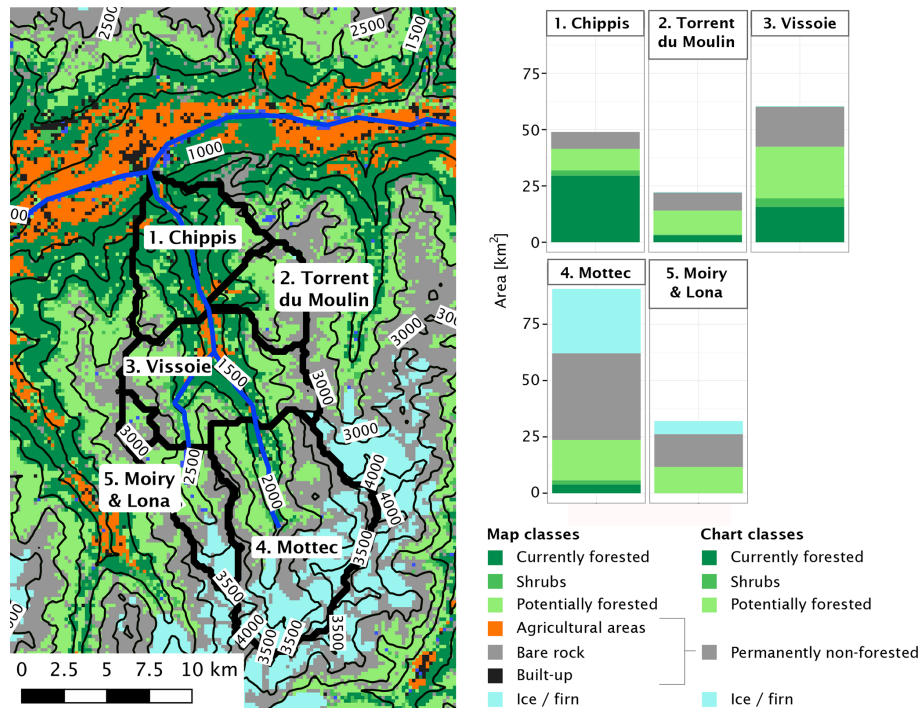 2500
1500
2500
1000
00
1. Chippis
2. Torrent
du Moulin
3000
300
3. Vissoie
1500
3000
3000
3000
2500
5. Moiry
& Lona
2000
4000
4000
4. Mottec
3500
3500
4000
3500
3500
3500
3000
0 2.5 5 7.5 10 km
1. Chippis
2. Torrent
du Moulin
3. Vissoie
75
50
25
0
Area [km²]
4. Mottec
5. Moiry
& Lona
75
50
25
0
Map classes
Currently forested
Shrubs
Potentially forested
Agricultural areas
Bare rock
Built-up
Ice / firn
Chart classes
Currently forested
Shrubs
Potentially forested
Permanently non-forested
Ice / firn